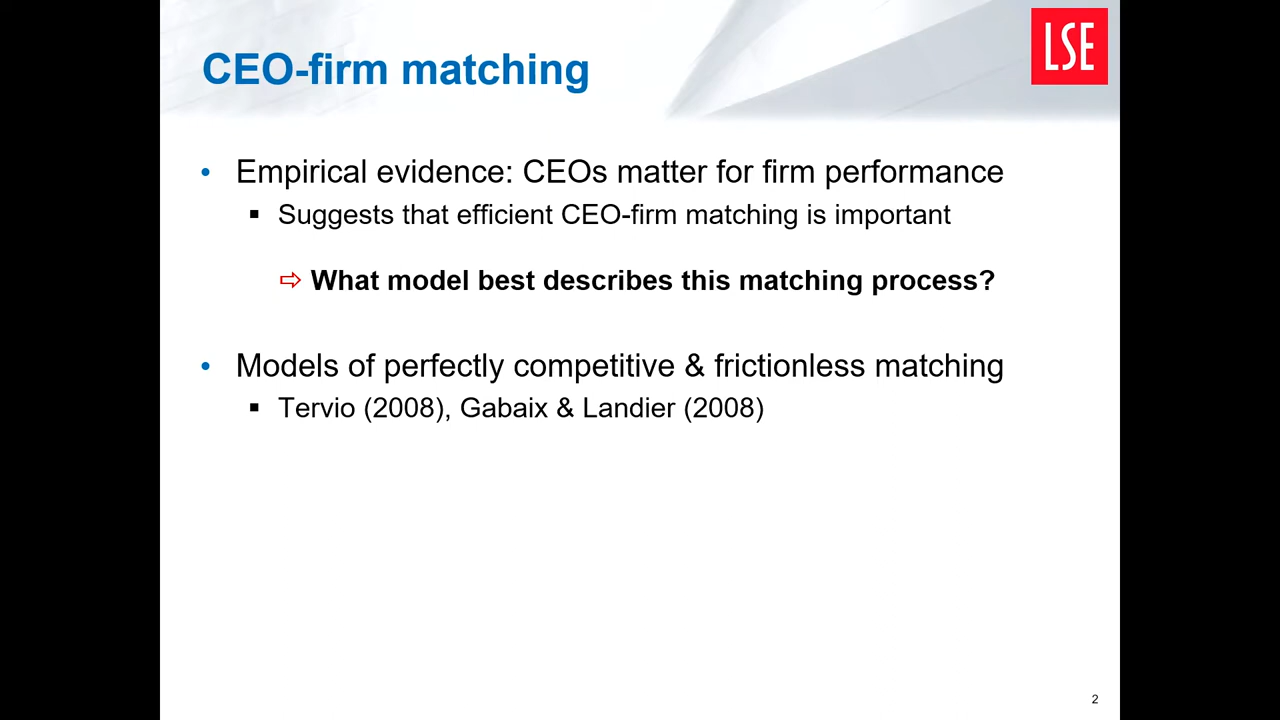 CEO-firm matching
LSE
• Empirical evidence: CEOs matter for firm performance
▪ Suggests that efficient CEO-firm matching is important
⇨ What model best describes this matching process?
• Models of perfectly competitive & frictionless matching
▪ Tervio (2008), Gabaix & Landier (2008)
2